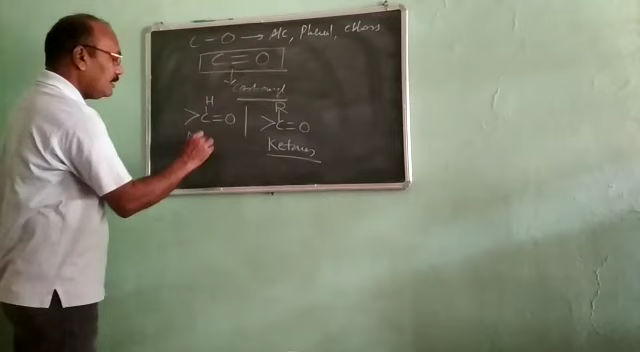 C - O → Alc, Phenol, Ethers
C = O
Carbonyl
H
R
>C=O | >C=O
Ketones